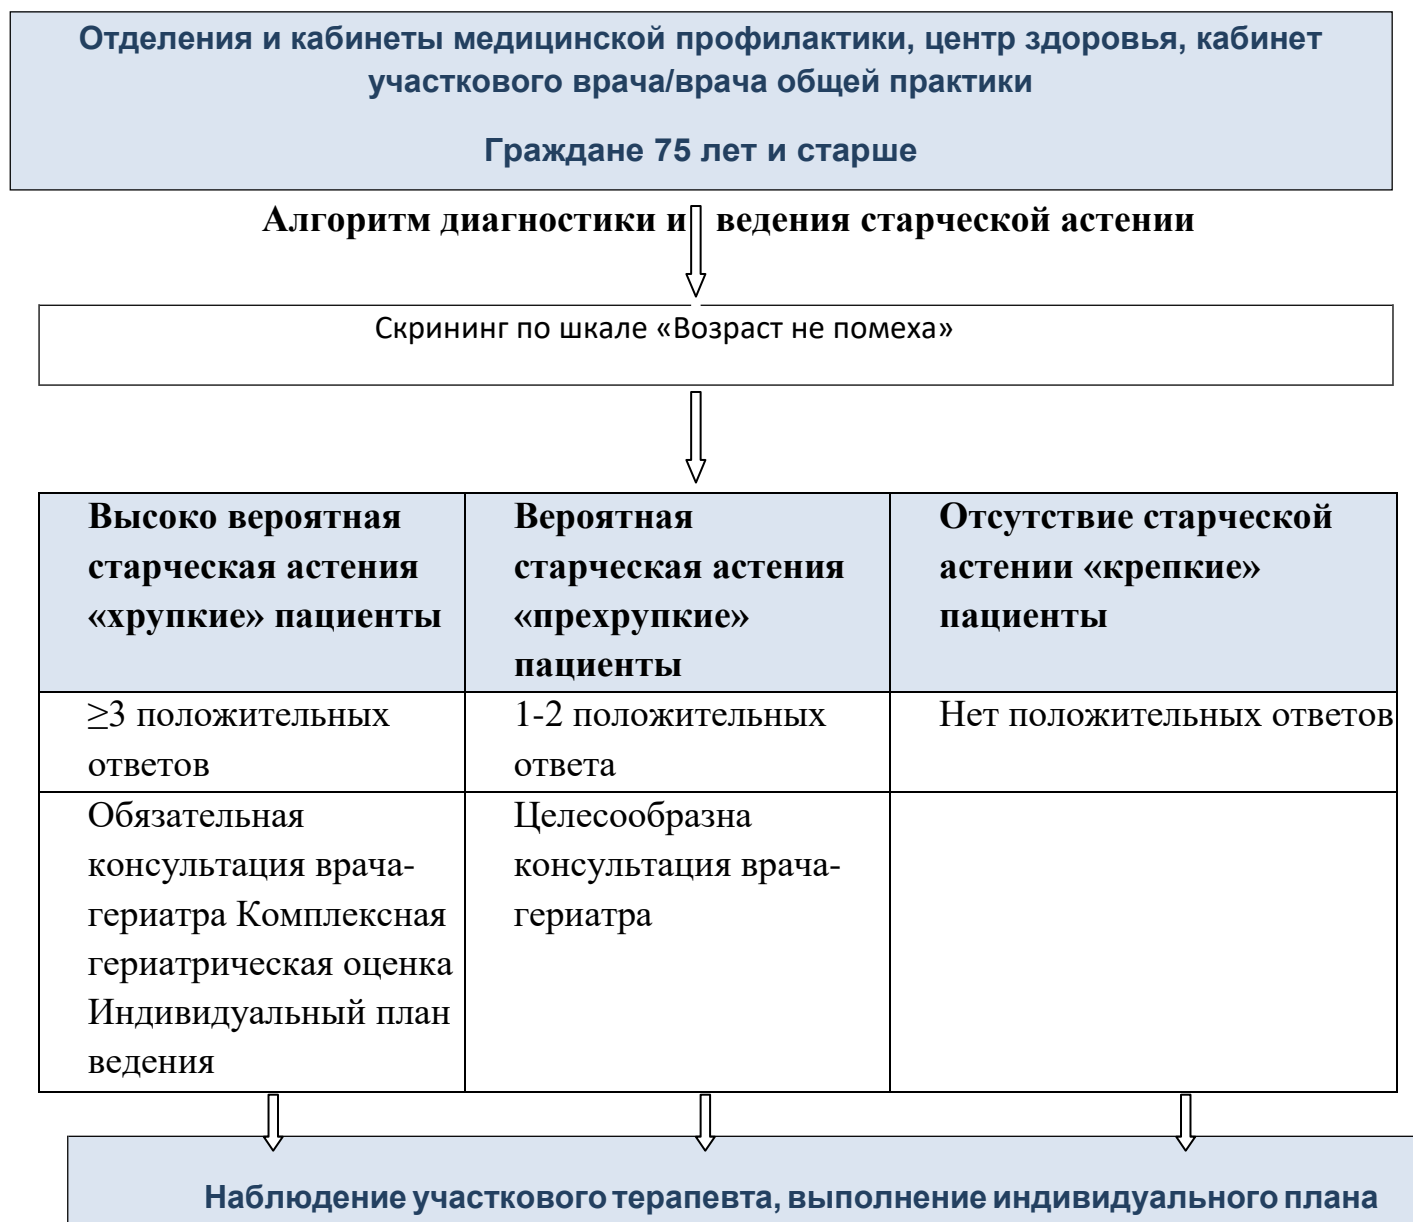 Отделения и кабинеты медицинской профилактики, центр здоровья, кабинет
участкового врача/врача общей практики
Граждане 75 лет и старше
Алгоритм диагностики и ведения старческой астении
Скрининг по шкале «Возраст не помеха»
Высоко вероятная
старческая астения
«хрупкие» пациенты
Вероятная
старческая астения
«прехрупкие»
пациенты
Отсутствие старческой
астении «крепкие»
пациенты
≥3 положительных
ответов
1-2 положительных
ответа
Нет положительных ответов
Обязательная
консультация врача-
гериатра Комплексная
гериатрическая оценка
Индивидуальный план
ведения
Целесообразна
консультация врача-
гериатра
Наблюдение участкового терапевта, выполнение индивидуального плана